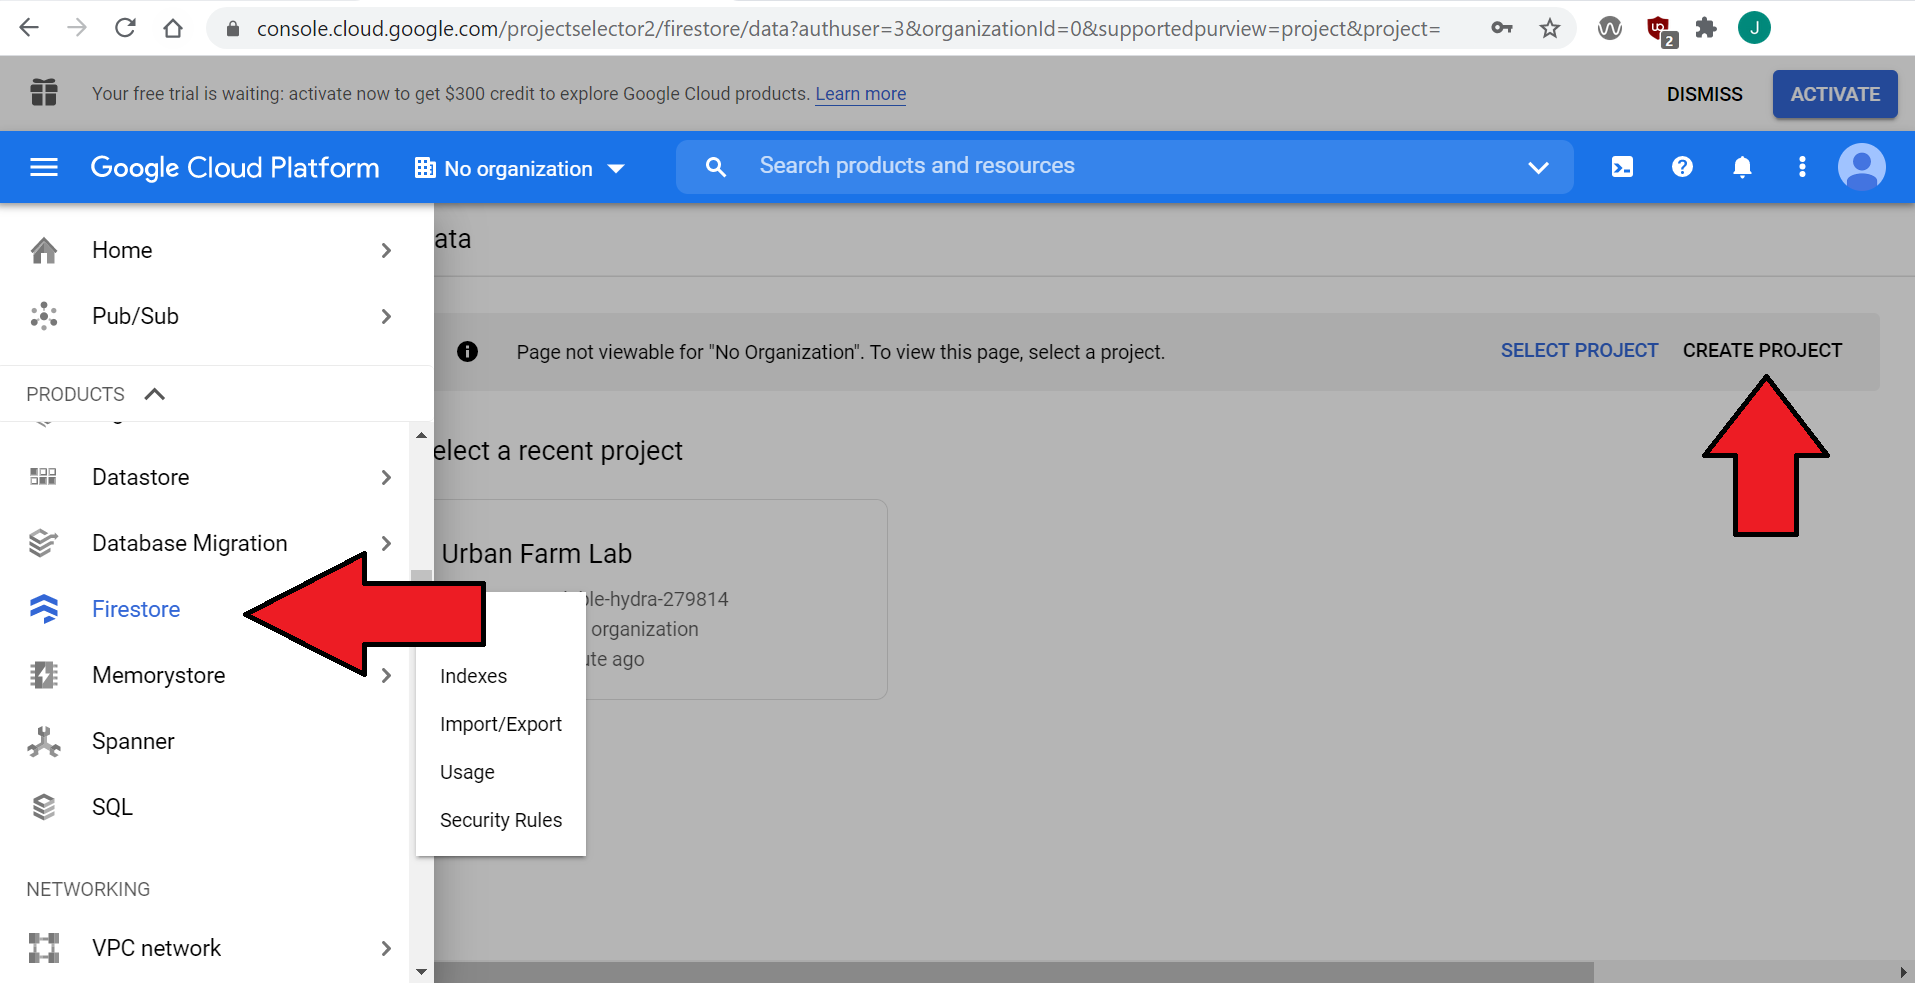 console.cloud.google.com/projectselector2/firestore/data?authuser=3&organizationId=0&supportedpurview=project&project=
2
J
Your free trial is waiting: activate now to get $300 credit to explore Google Cloud products. Learn more
DISMISS
ACTIVATE
Google Cloud Platform
No organization
Search products and resources
Home
Pub/Sub
PRODUCTS
Datastore
Database Migration
Firestore
Memorystore
Spanner
SQL
NETWORKING
VPC network
Indexes
Import/Export
Usage
Security Rules
ata
Page not viewable for "No Organization". To view this page, select a project.
SELECT PROJECT
CREATE PROJECT
elect a recent project
Urban Farm Lab
ble-hydra-279814
organization
ute ago